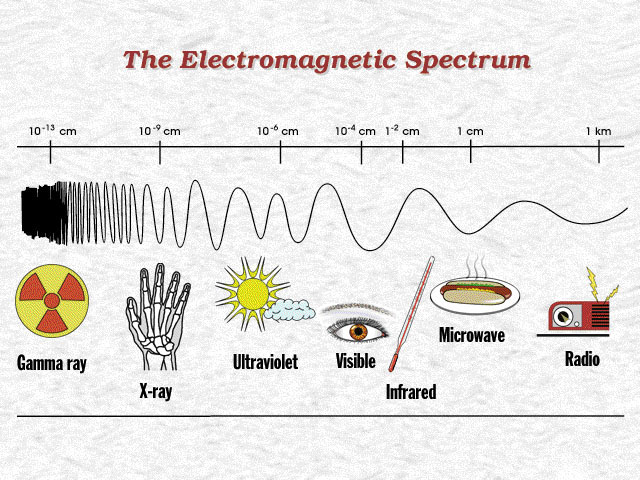 The Electromagnetic Spectrum
10⁻¹³ cm 10⁻⁹ cm 10⁻⁶ cm 10⁻⁴ cm 1⁻² cm 1 cm 1 km
Gamma ray
X-ray
Ultraviolet
Visible
Infrared
Microwave
Radio